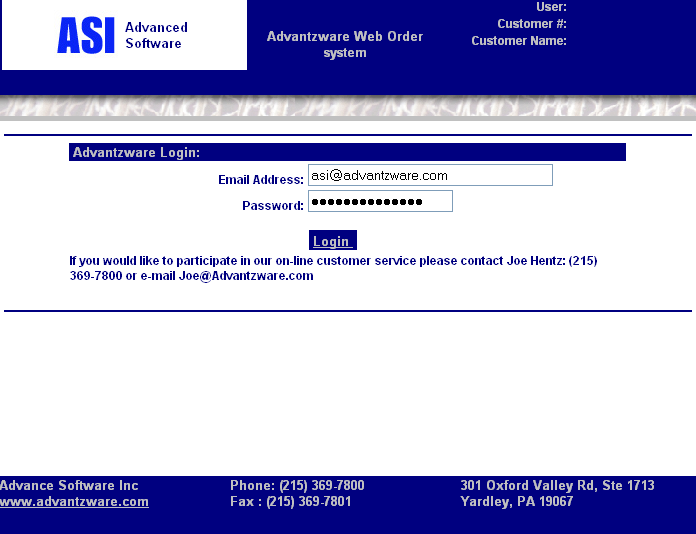 ASI Advanced
Software
Advantzware Web Order
system
User:
Customer #:
Customer Name:
Advantzware Login:
Email Address: asi@advantzware.com
Password: ●●●●●●●●●●●●●●
Login
If you would like to participate in our on-line customer service please contact Joe Hentz: (215)
369-7800 or e-mail Joe@Advantzware.com
Advance Software Inc
www.advantzware.com
Phone: (215) 369-7800
Fax : (215) 369-7801
301 Oxford Valley Rd, Ste 1713
Yardley, PA 19067